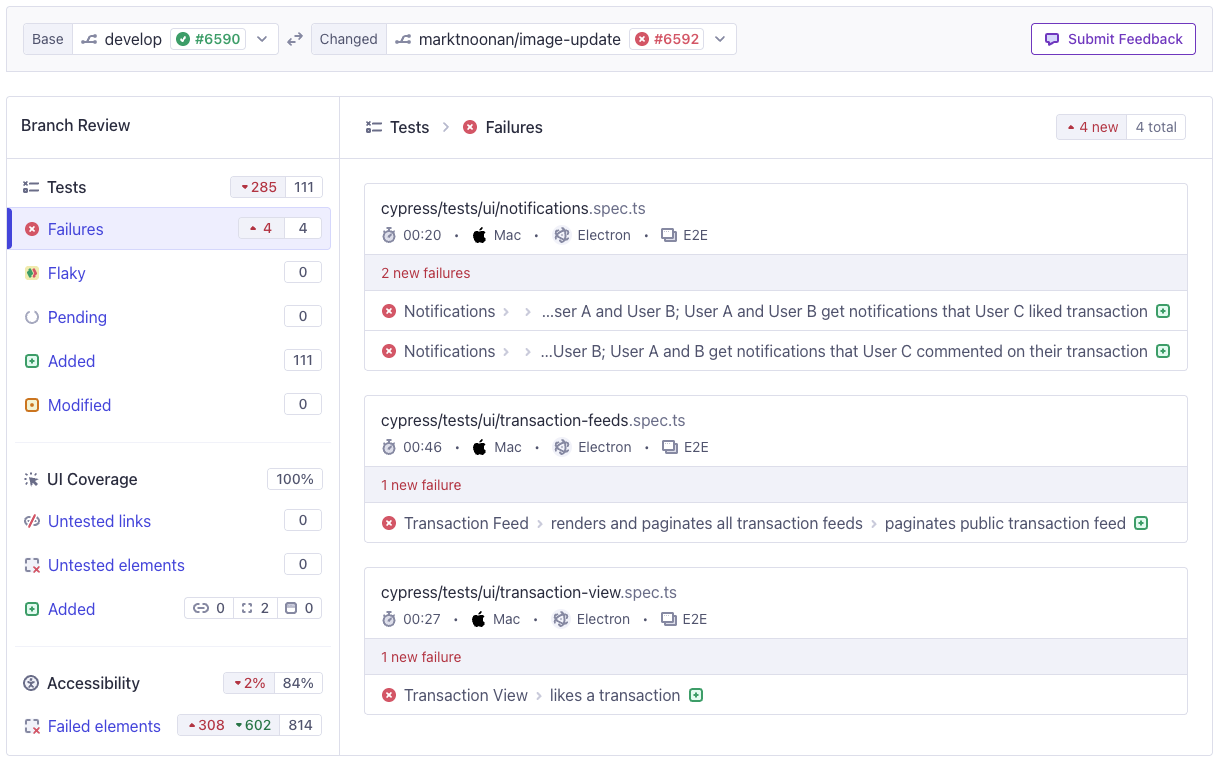 Base develop #6590 Changed marktnoonan/image-update #6592 Submit Feedback
Branch Review
Tests 285 111
Failures 4 4
Flaky 0
Pending 0
Added 111
Modified 0
UI Coverage 100%
Untested links 0
Untested elements 0
Added 0 2 0
Accessibility 2% 84%
Failed elements 308 602 814
Tests > Failures 4 new 4 total
cypress/tests/ui/notifications.spec.ts
00:20 • Mac • Electron • E2E
2 new failures
Notifications > > ...ser A and User B; User A and User B get notifications that User C liked transaction
Notifications > > ...User B; User A and B get notifications that User C commented on their transaction
cypress/tests/ui/transaction-feeds.spec.ts
00:46 • Mac • Electron • E2E
1 new failure
Transaction Feed > renders and paginates all transaction feeds > paginates public transaction feed
cypress/tests/ui/transaction-view.spec.ts
00:27 • Mac • Electron • E2E
1 new failure
Transaction View > likes a transaction